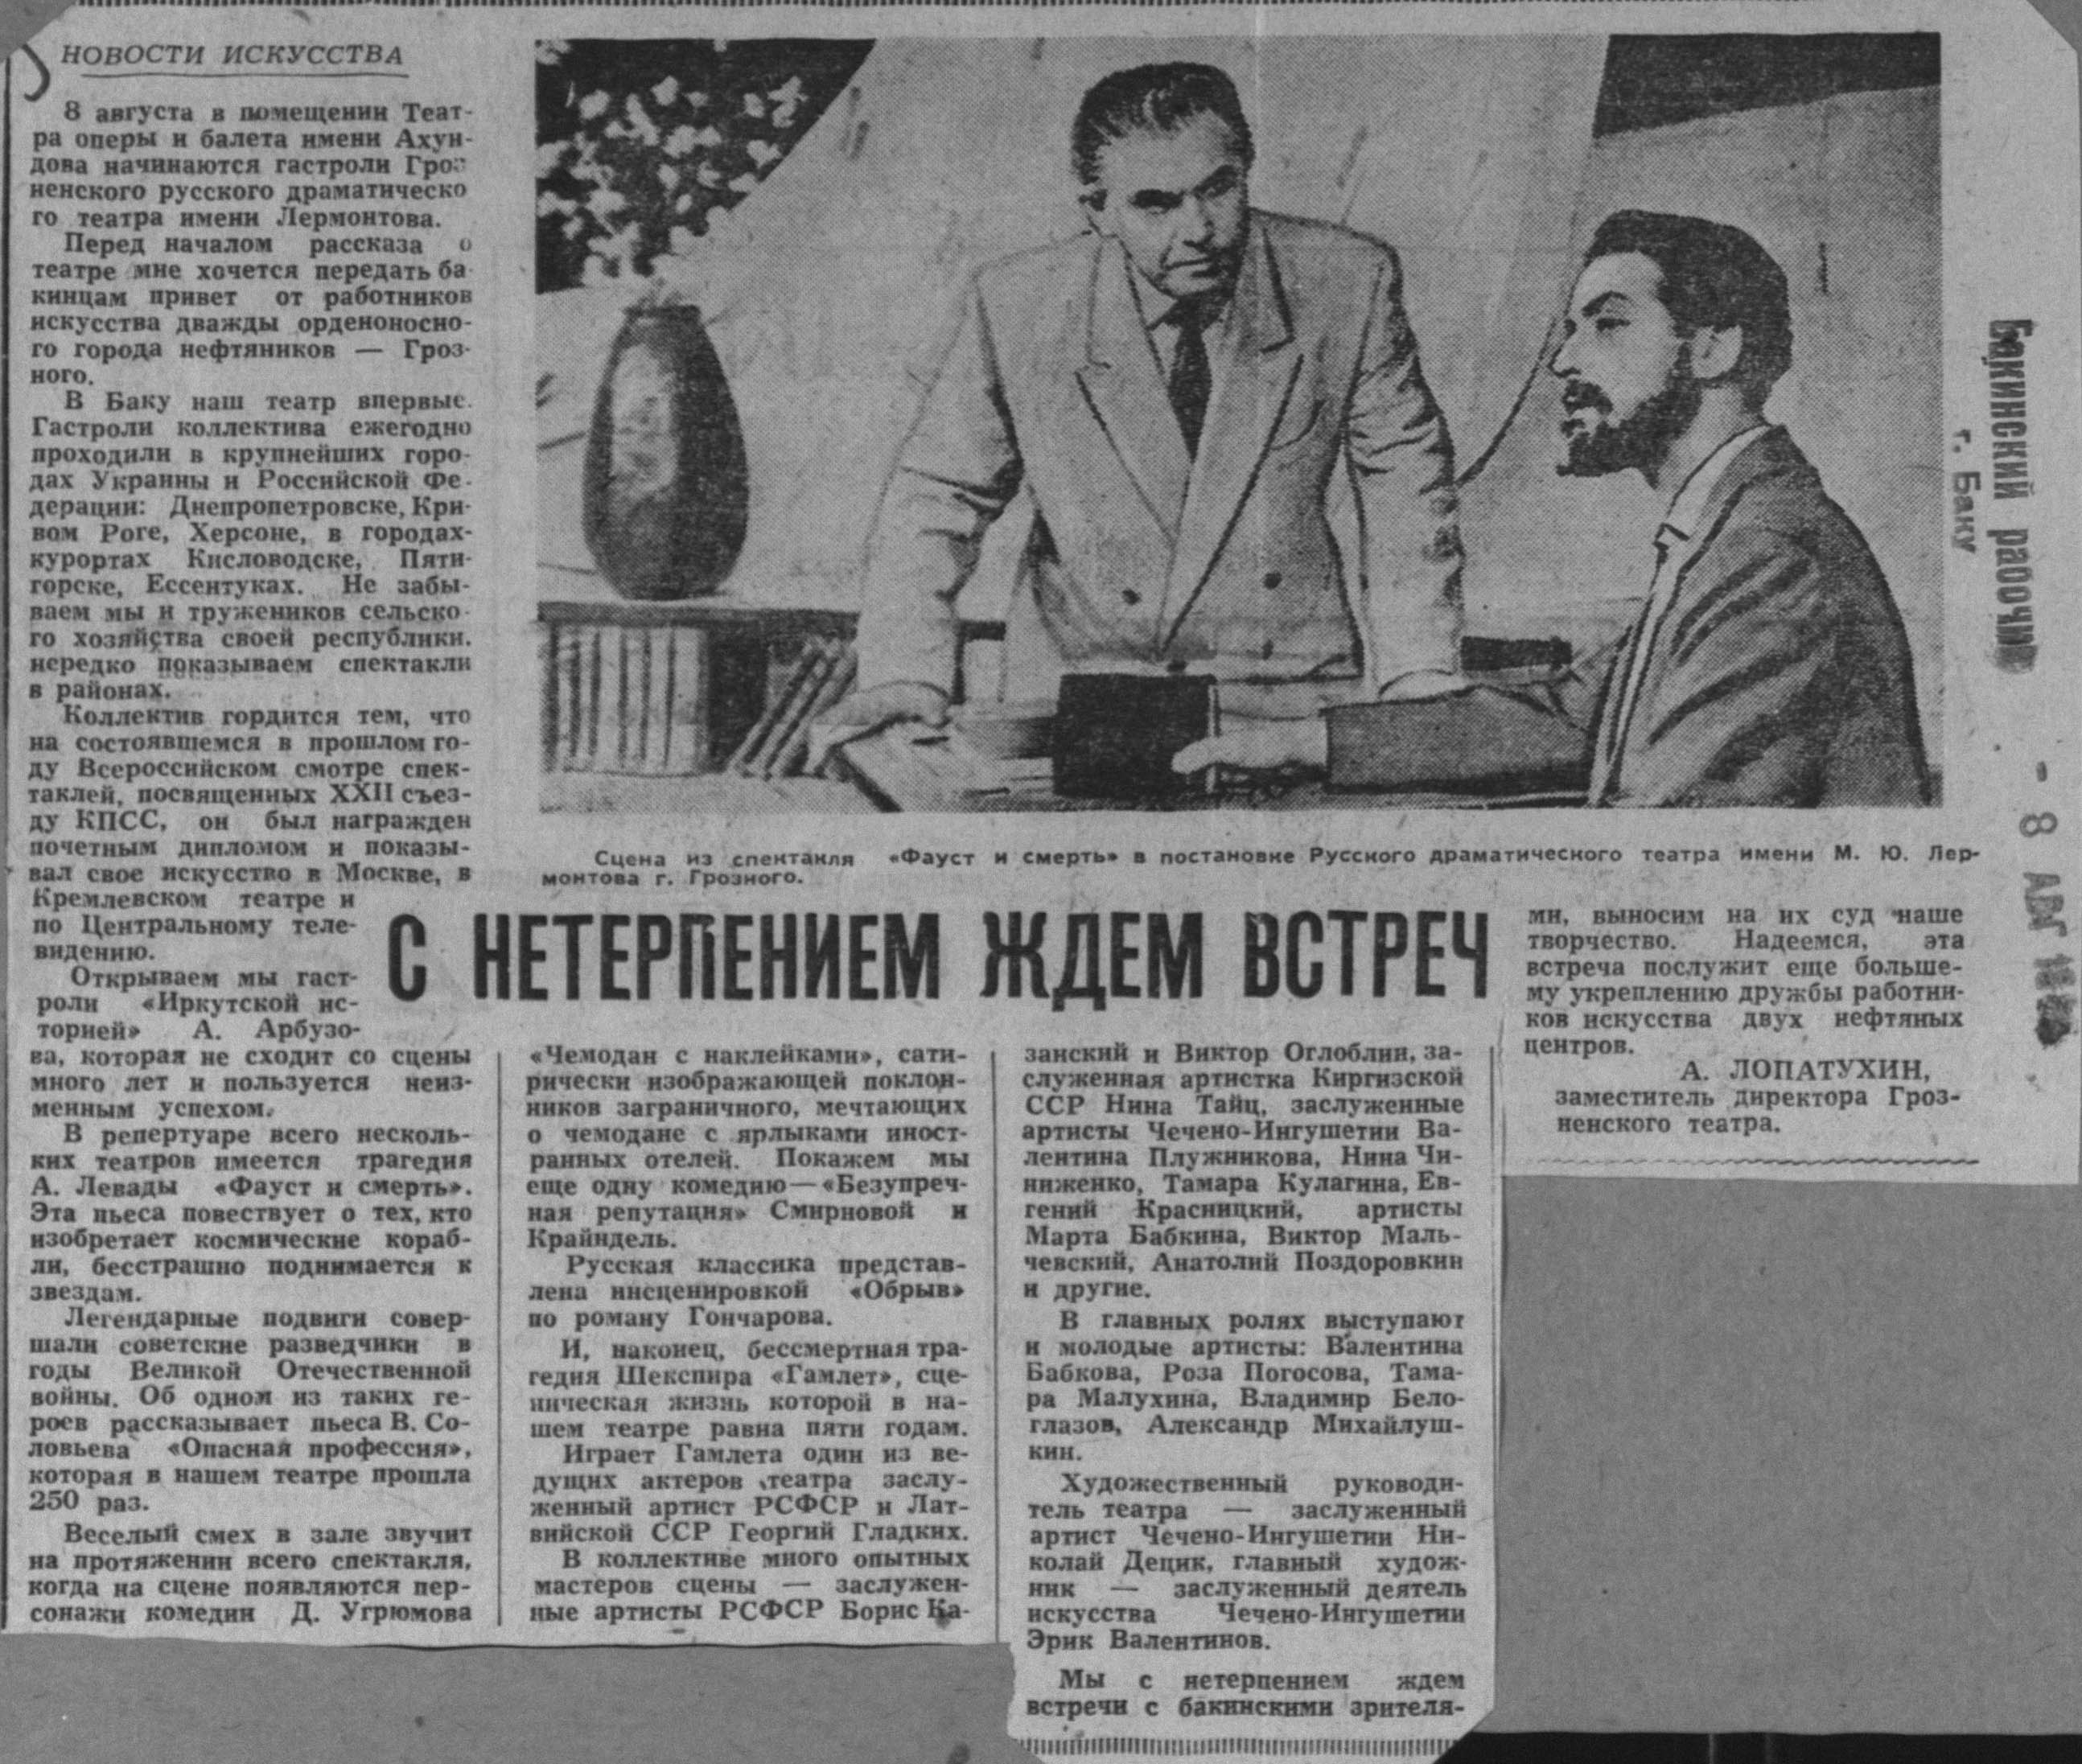 НОВОСТИ ИСКУССТВА
8 августа в помещении Теат-
ра оперы и балета имени Ахун-
дова начинаются гастроли Гроз
ненского русского драматическо
го театра имени Лермонтова.
Перед началом рассказа о
театре мне хочется передать ба
кинцам привет от работников
искусства дважды орденоносно-
го города нефтяников — Гроз-
ного.
В Баку наш театр впервые.
Гастроли коллектива ежегодно
проходили в крупнейших горо-
дах Украины и Российской Фе-
дерации: Днепропетровске, Кри-
вом Роге, Херсоне, в городах-
курортах Кисловодске, Пяти-
горске, Ессентуках. Не забы-
ваем мы и тружеников сельско-
го хозяйства своей республики.
нередко показываем спектакли
в районах.
Коллектив гордится тем, что
на состоявшемся в прошлом го-
ду Всероссийском смотре спек-
таклей, посвященных XXII съез-
ду КПСС, он был награжден
почетным дипломом и показы-
вал свое искусство в Москве, в
Кремлевском театре и
по Центральному теле-
видению.
Открываем мы гаст-
роли «Иркутской ис-
торией» А. Арбузо-
ва, которая не сходит со сцены
много лет и пользуется неиз-
менным успехом.
В репертуаре всего несколь-
ких театров имеется трагедия
А. Левады «Фауст и смерть».
Эта пьеса повествует о тех, кто
изобретает космические кораб-
ли, бесстрашно поднимается к
звездам.
Легендарные подвиги совер-
шали советские разведчики в
годы Великой Отечественной
войны. Об одном из таких ге-
роев рассказывает пьеса В. Со-
ловьева «Опасная профессия»,
которая в нашем театре прошла
250 раз.
Веселый смех в зале звучит
на протяжении всего спектакля,
когда на сцене появляются пер-
сонажи комедии Д. Угрюмова
Сцена из спектакля «Фауст и смерть» в постановке Русского драматического театра имени М. Ю. Лер-
монтова г. Грозного.
С НЕТЕРПЕНИЕМ ЖДЕМ ВСТРЕЧ
«Чемодан с наклейками», сати-
рически изображающей поклон-
ников заграничного, мечтающих
о чемодане с ярлыками иност-
ранных отелей. Покажем мы
еще одну комедию—«Безупреч-
ная репутация» Смирновой и
Крайндель.
Русская классика представ-
лена инсценировкой «Обрыв»
по роману Гончарова.
И, наконец, бессмертная тра-
гедия Шекспира «Гамлет», сце-
ническая жизнь которой в на-
шем театре равна пяти годам.
Играет Гамлета один из ве-
дущих актеров театра заслу-
женный артист РСФСР и Лат-
вийской ССР Георгий Гладких.
В коллективе много опытных
мастеров сцены — заслужен-
ные артисты РСФСР Борис Ка-
занский и Виктор Оглоблин, за-
служенная артистка Киргизской
ССР Нина Тайц, заслуженные
артисты Чечено-Ингушетии Ва-
лентина Плужникова, Нина Чи-
ниженко, Тамара Кулагина, Ев-
гений Красницкий, артисты
Марта Бабкина, Виктор Маль-
чевский, Анатолий Поздоровкин
и другие.
В главных ролях выступают
и молодые артисты: Валентина
Бабкова, Роза Погосова, Тама-
ра Малухина, Владимир Бело-
глазов, Александр Михайлуш-
кин.
Художественный руководи-
тель театра — заслуженный
артист Чечено-Ингушетии Ни-
колай Децик, главный худож-
ник — заслуженный деятель
искусства Чечено-Ингушетии
Эрик Валентинов.
Мы с нетерпением ждем
встречи с бакинскими зрителя-
ми, выносим на их суд наше
творчество. Надеемся, эта
встреча послужит еще больше-
му укреплению дружбы работни-
ков искусства двух нефтяных
центров.
А. ЛОПАТУХИН,
заместитель директора Гроз-
ненского театра.
Бакинский рабочий
г. Баку
- 8 АВГ